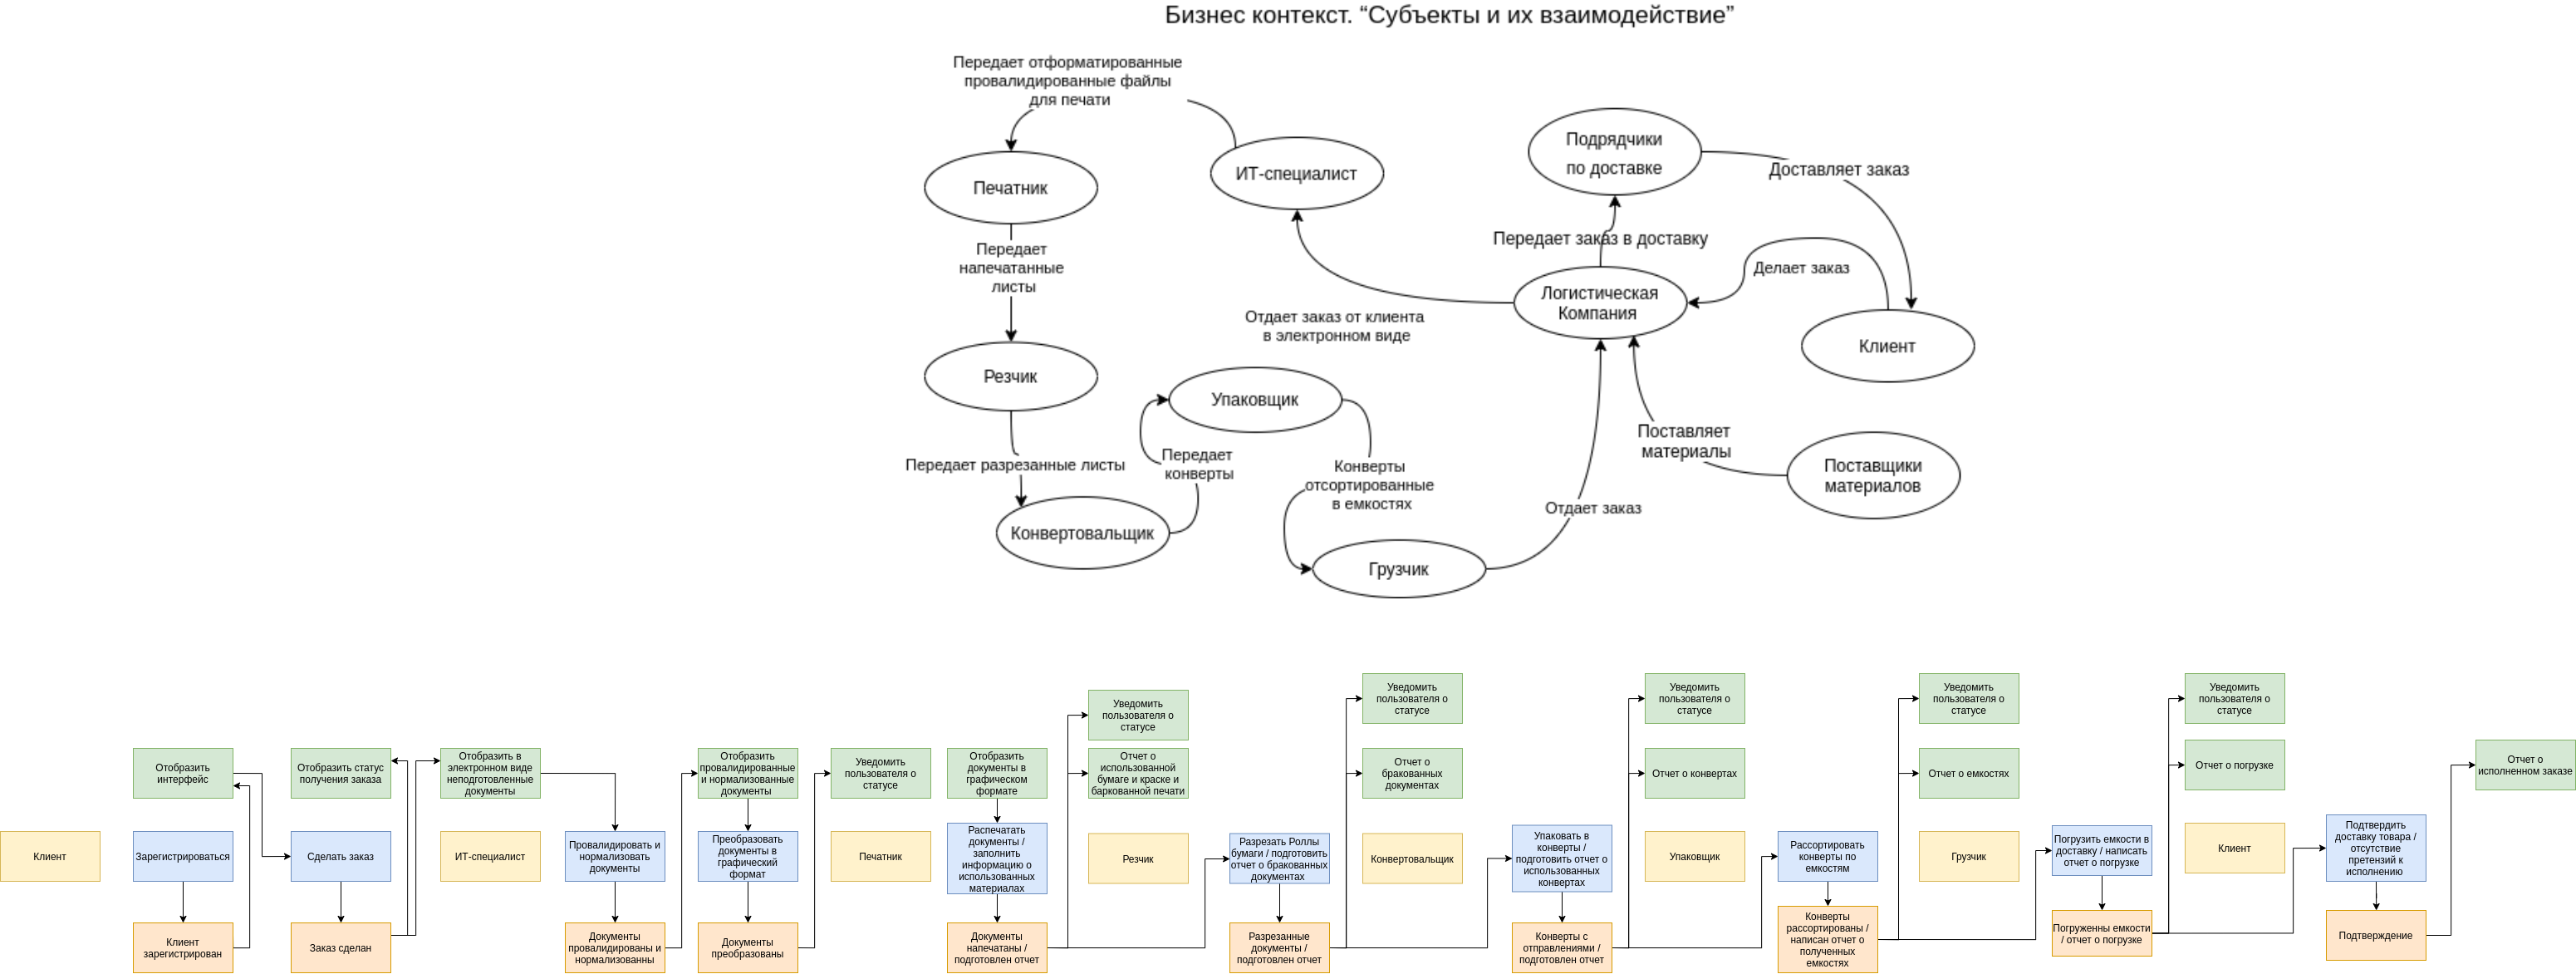 Бизнес контекст. “Субъекты и их взаимодействие”
Передает отформатированные
провалидированные файлы
для печати
Печатник
ИТ-специалист
Подрядчики
по доставке
Доставляет заказ
Передает
напечатанные
листы
Передает заказ в доставку
Делает заказ
Логистическая
Компания
Клиент
Отдает заказ от клиента
в электронном виде
Резчик
Упаковщик
Поставляет
материалы
Передает разрезанные листы
Передает
конверты
Конверты
отсортированные
в емкостях
Поставщики
материалов
Отдает заказ
Конвертовальщик
Грузчик
Клиент
Отобразить
интерфейс
Зарегистрироваться
Клиент
зарегистрирован
Отобразить статус
получения заказа
Сделать заказ
Заказ сделан
Отобразить в
электронном виде
неподготовленные
документы
ИТ-специалист
Провалидировать и
нормализовать
документы
Документы
провалидированы и
нормализованны
Отобразить
провалидированные
и нормализованные
документы
Преобразовать
документы в
графический
формат
Документы
преобразованы
Уведомить
пользователя о
статусе
Печатник
Отобразить
документы в
графическом
формате
Распечатать
документы /
заполнить
информацию о
использованных
материалах
Документы
напечатаны /
подготовлен отчет
Уведомить
пользователя о
статусе
Отчет о
использованной
бумаге и краске и
баркованной печати
Резчик
Разрезать Роллы
бумаги / подготовить
отчет о бракованных
документах
Разрезанные
документы /
подготовлен отчет
Уведомить
пользователя о
статусе
Отчет о
бракованных
документах
Конвертовальщик
Упаковать в
конверты /
подготовить отчет о
использованных
конвертах
Конверты с
отправлениями /
подготовлен отчет
Уведомить
пользователя о
статусе
Отчет о конвертах
Упаковщик
Рассортировать
конверты по
емкостям
Конверты
рассортированы /
написан отчет о
полученных
емкостях
Уведомить
пользователя о
статусе
Отчет о емкостях
Грузчик
Погрузить емкости в
доставку / написать
отчет о погрузке
Погруженны емкости
/ отчет о погрузке
Уведомить
пользователя о
статусе
Отчет о погрузке
Клиент
Подтвердить
доставку товара /
отсутствие
претензий к
исполнению
Подтверждение
Отчет о
исполненном заказе